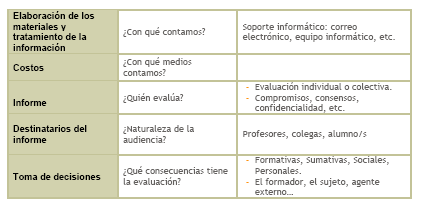 Elaboración de los
materiales y
tratamiento de la
información
¿Con qué contamos?
Soporte informático: correo
electrónico, equipo informático, etc.
Costos
¿Con qué medios
contamos?
Informe
¿Quién evalúa?
- Evaluación individual o colectiva.
- Compromisos, consensos,
confidencialidad, etc.
Destinatarios del
informe
¿Naturaleza de la
audiencia?
Profesores, colegas, alumno/s
Toma de decisiones
¿Qué consecuencias tiene
la evaluación?
- Formativas, Sumativas, Sociales,
Personales.
- El formador, el sujeto, agente
externo…